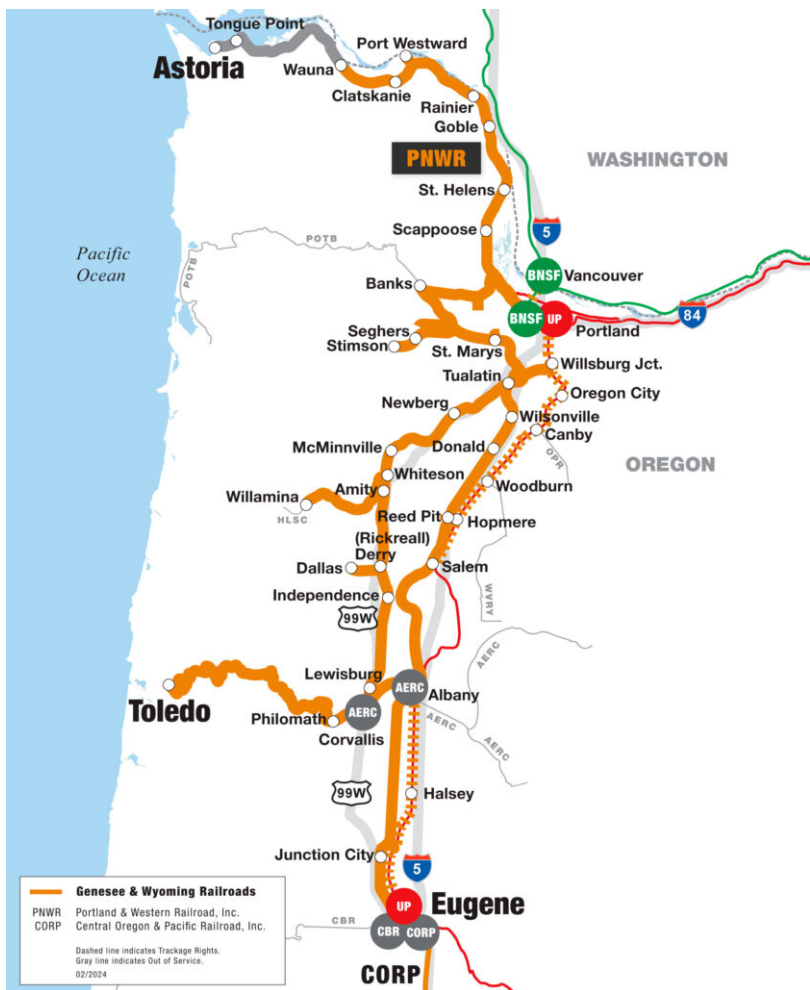 Tongue Point
Astoria
Port Westward
Wauna
Clatskanie
Rainier
Goble
PNWR
WASHINGTON
St. Helens
Scappoose
5
POTB
POTB
Pacific
Ocean
BNSF
Vancouver
Banks
84
BNSF
UP
Portland
Seghers
Stimson
St. Marys
Willsburg Jct.
Tualatin
Oregon City
Newberg
Wilsonville
Canby
McMinnville
Donald
OPR
OREGON
Whiteson
Woodburn
Willamina
Amity
HLSC
Reed Pit
Hopmere
(Rickreall)
Derry
Dallas
Salem
Independence
WVRY
99W
AERC
Lewisburg
AERC
Albany
Toledo
Philomath
AERC
Corvallis
AERC
AERC
99W
Halsey
Junction City
5
UP
Eugene
CBR
CBR
CORP
CORP
Genesee & Wyoming Railroads
PNWR Portland & Western Railroad, Inc.
CORP Central Oregon & Pacific Railroad, Inc.
Dashed line indicates Trackage Rights.
Gray line indicates Out of Service.
02/2024